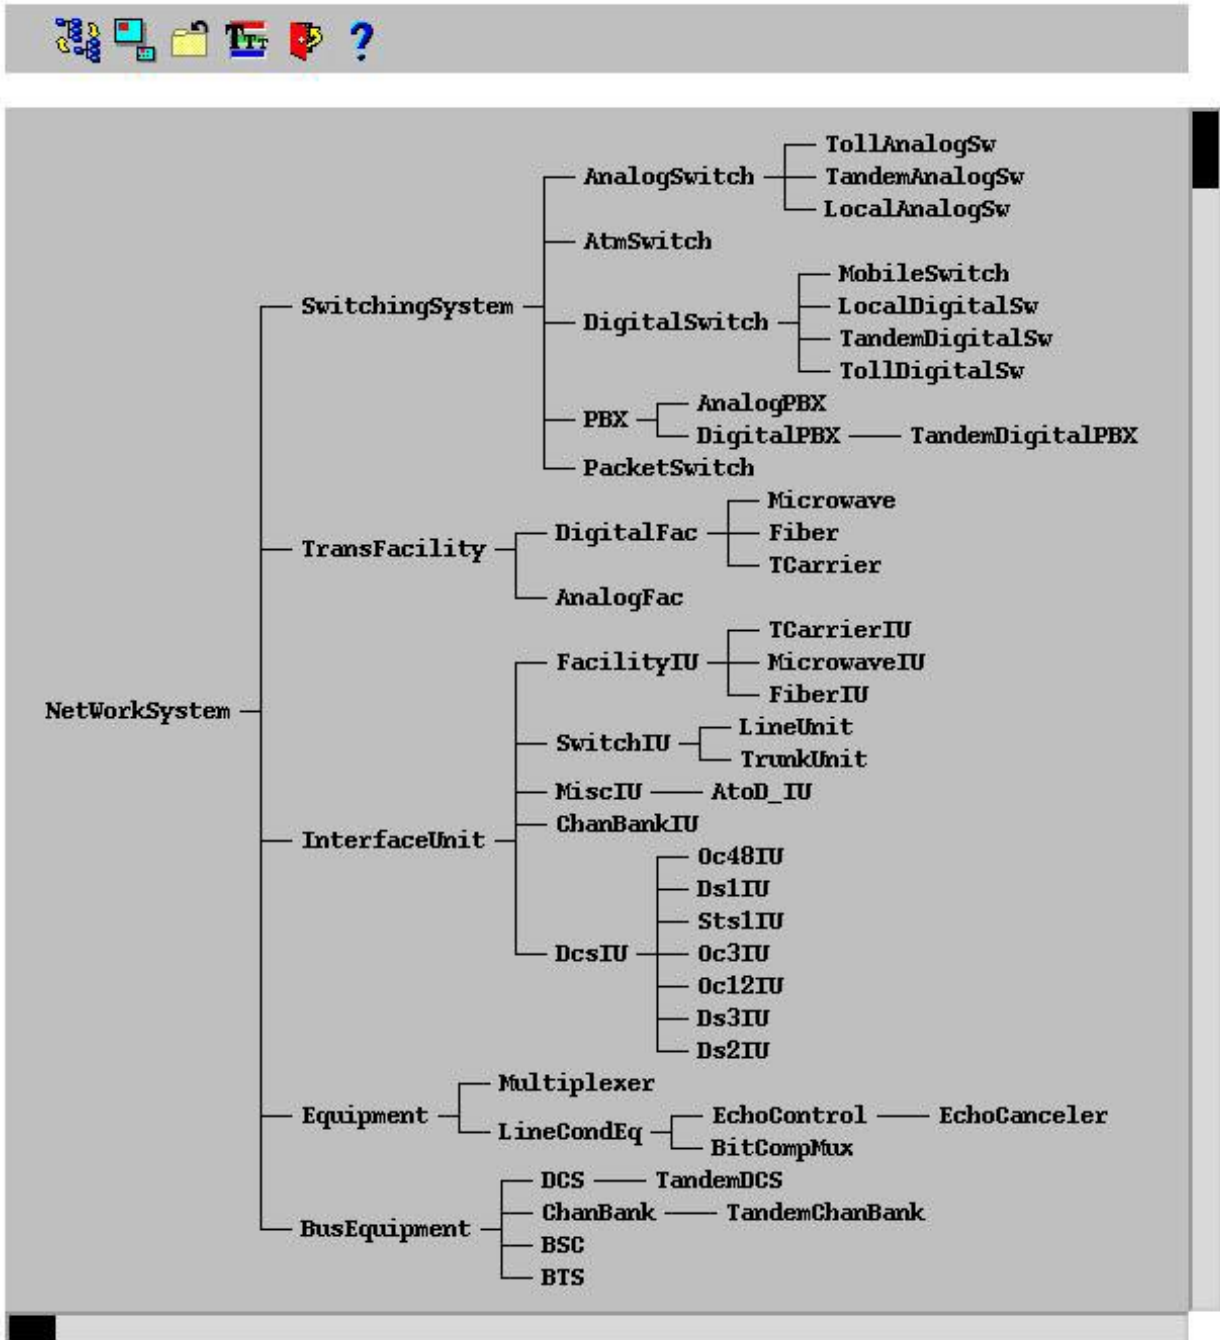 TTT
?
TollAnalogSw
AnalogSwitch TandemAnalogSw
LocalAnalogSw
AtmSwitch
MobileSwitch
SwitchingSystem LocalDigitalSw
DigitalSwitch
TandemDigitalSw
TollDigitalSw
AnalogPBX
PBX
DigitalPBX TandemDigitalPBX
PacketSwitch
Microwave
DigitalFac Fiber
TransFacility
TCarrier
AnalogFac
TCarrierIU
FacilityIU MicrowaveIU
FiberIU
NetWorkSystem
LineUnit
SwitchIU
TrunkUnit
MiscIU AtoD_IU
ChanBankIU
InterfaceUnit
Oc48IU
Ds1IU
Sts1IU
DcsIU Oc3IU
Oc12IU
Ds3IU
Ds2IU
Multiplexer
Equipment EchoControl EchoCanceler
LineCondEq
BitCompMux
DCS TandemDCS
ChanBank TandemChanBank
BusEquipment
BSC
BTS